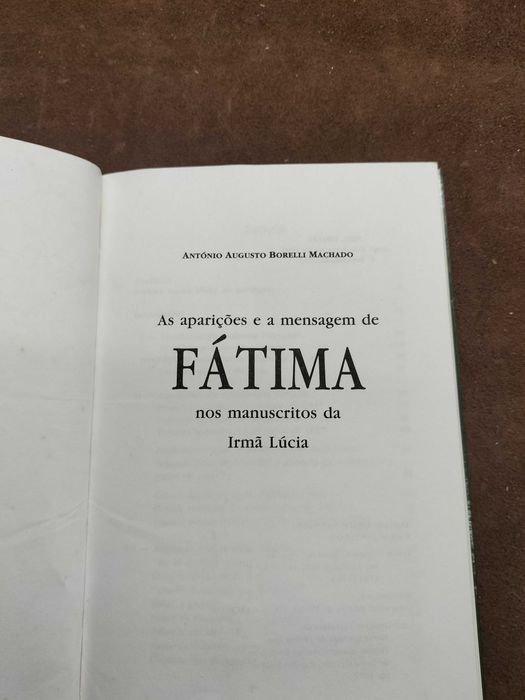 ANTÓNIO AUGUSTO BORELLI MACHADO
As aparições e a mensagem de
FÁTIMA
nos manuscritos da
Irmã Lúcia